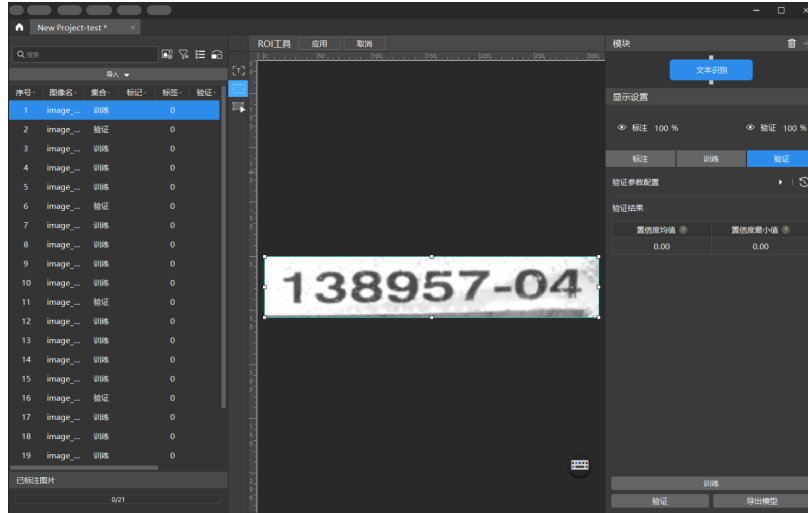 New Project-test *
搜索
导入
序号 图像名 集合 标记 标签 验证
1 image_... 训练 0
2 image_... 验证 0
3 image_... 训练 0
4 image_... 训练 0
5 image_... 训练 0
6 image_... 验证 0
7 image_... 训练 0
8 image_... 训练 0
9 image_... 训练 0
10 image_... 训练 0
11 image_... 验证 0
12 image_... 训练 0
13 image_... 训练 0
14 image_... 训练 0
15 image_... 训练 0
16 image_... 验证 0
17 image_... 训练 0
18 image_... 训练 0
19 image_... 训练 0
已标注图片
0/21
ROI工具 应用 取消
138957-04
模块
文本识别
显示设置
标注 100 % 验证 100 %
标注 训练 验证
验证参数配置
验证结果
置信度均值 置信度最小值
0.00 0.00
训练
验证 导出模型